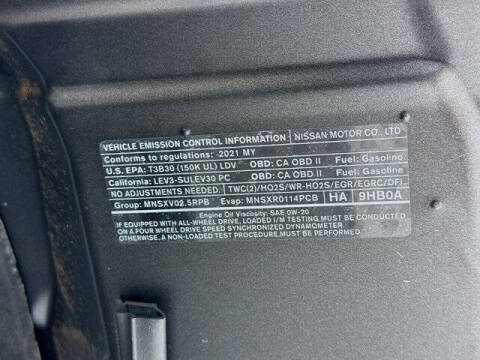 VEHICLE EMISSION CONTROL INFORMATION NISSAN MOTOR CO., LTD
Conforms to regulations: 2021 MY
U.S. EPA: T3B30 (150K UL) LDV OBD: CA OBD II Fuel: Gasoline
California: LEV3-SULEV30 PC OBD: CA OBD II Fuel: Gasoline
NO ADJUSTMENTS NEEDED TWC(2)/HO2S/WR-HO2S/EGR/EGRC/DFI
Group: MNSXV02.5RPB Evap: MNSXR0114PCB HA 9HB0A
Engine Oil Viscosity: SAE 0W-20
IF EQUIPPED WITH ALL-WHEEL DRIVE, LOADED I/M TESTING MUST BE CONDUCTED
ON A FOUR WHEEL DRIVE SPEED SYNCHRONIZED DYNAMOMETER.
OTHERWISE, A NON-LOADED TEST PROCEDURE MUST BE USED.